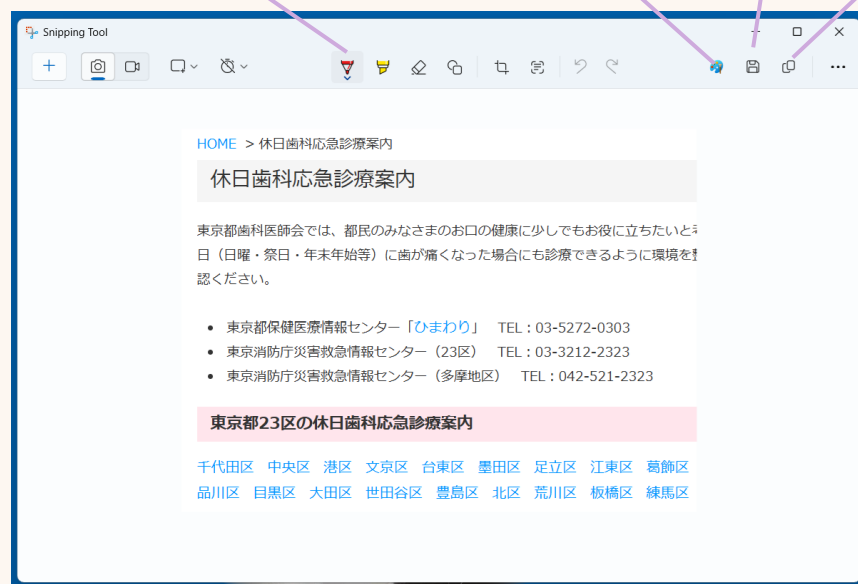 Snipping Tool
HOME >休日歯科応急診療案内
休日歯科応急診療案内
東京都歯科医師会では、都民のみなさまのお口の健康に少しでもお役に立ちたいと
日（日曜・祭日・年末年始等）に歯が痛くなった場合にも診療できるように環境を
認ください。
• 東京都保健医療情報センター「ひまわり」 TEL：03-5272-0303
• 東京消防庁災害救急情報センター（23区） TEL：03-3212-2323
• 東京消防庁災害救急情報センター（多摩地区） TEL：042-521-2323
東京都23区の休日歯科応急診療案内
千代田区 中央区 港区 文京区 台東区 墨田区 足立区 江東区 葛飾区
品川区 目黒区 大田区 世田谷区 豊島区 北区 荒川区 板橋区 練馬区